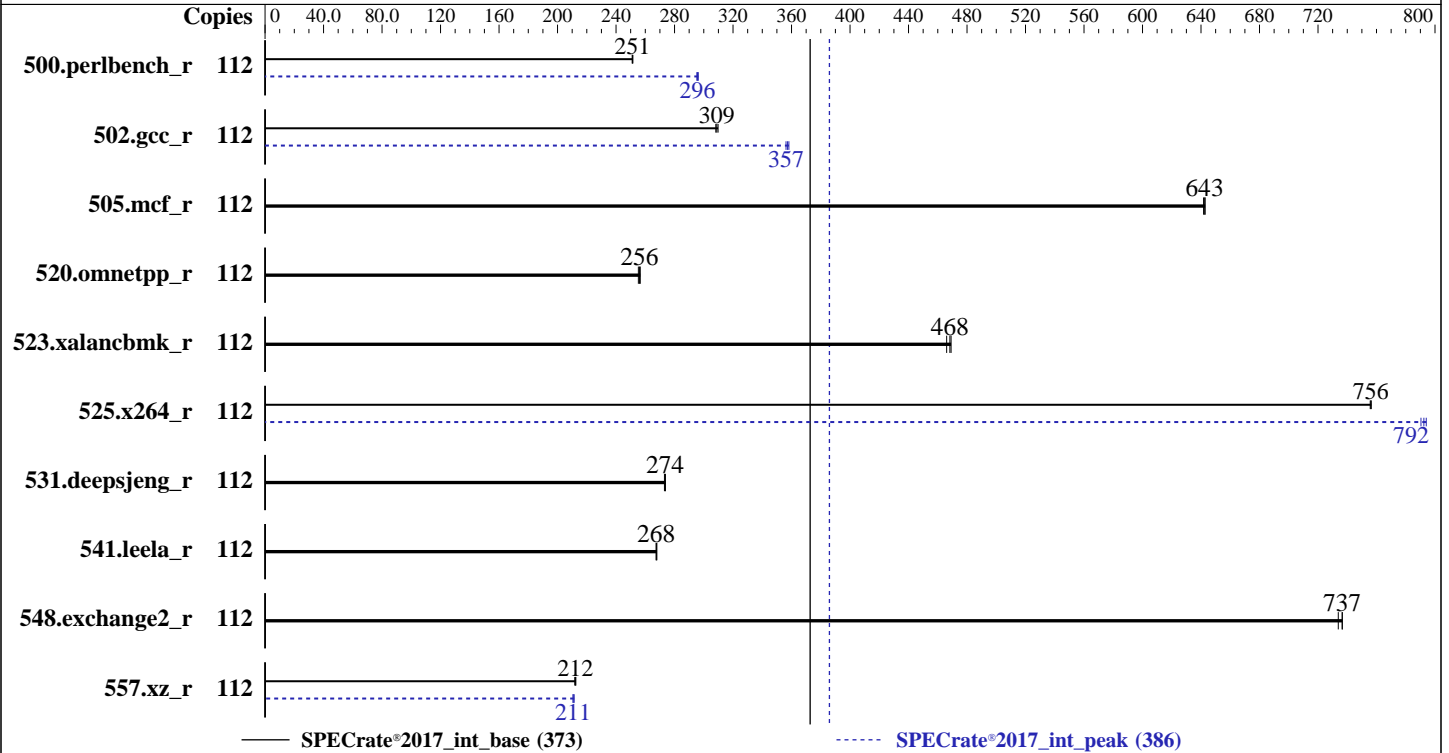 Copies 0 40.0 80.0 120 160 200 240 280 320 360 400 440 480 520 560 600 640 680 720 800
251
500.perlbench_r 112
296
309
502.gcc_r 112
357
643
505.mcf_r 112
256
520.omnetpp_r 112
468
523.xalancbmk_r 112
756
525.x264_r 112
792
274
531.deepsjeng_r 112
268
541.leela_r 112
737
548.exchange2_r 112
212
557.xz_r 112
211
SPECrate®2017_int_base (373) SPECrate®2017_int_peak (386)